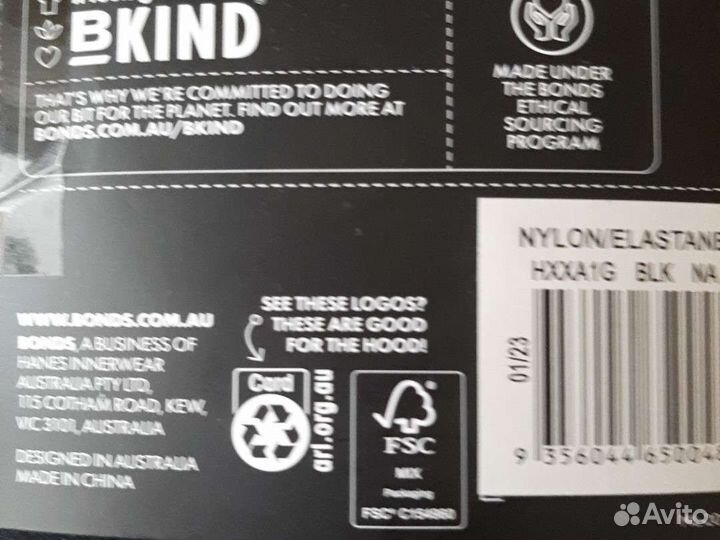 BKIND
THAT'S WHY WE'RE COMMITTED TO DOING
OUR BIT FOR THE PLANET. FIND OUT MORE AT
BONDS.COM.AU/BKIND
MADE UNDER
THE BONDS
ETHICAL
SOURCING
PROGRAM
NYLON/ELASTANE
HXXA1G BLK NA
01/23
9 356044 65004
WWW.BONDS.COM.AU
BONDS, A BUSINESS OF
HANES INNERWEAR
AUSTRALIA PTY LTD,
115 COTHAM ROAD, KEW,
VIC 3101, AUSTRALIA
DESIGNED IN AUSTRALIA
MADE IN CHINA
SEE THESE LOGOS?
THESE ARE GOOD
FOR THE HOOD!
Card
arl.org.au
FSC
MIX
Packaging
FSC® C154860
Avito